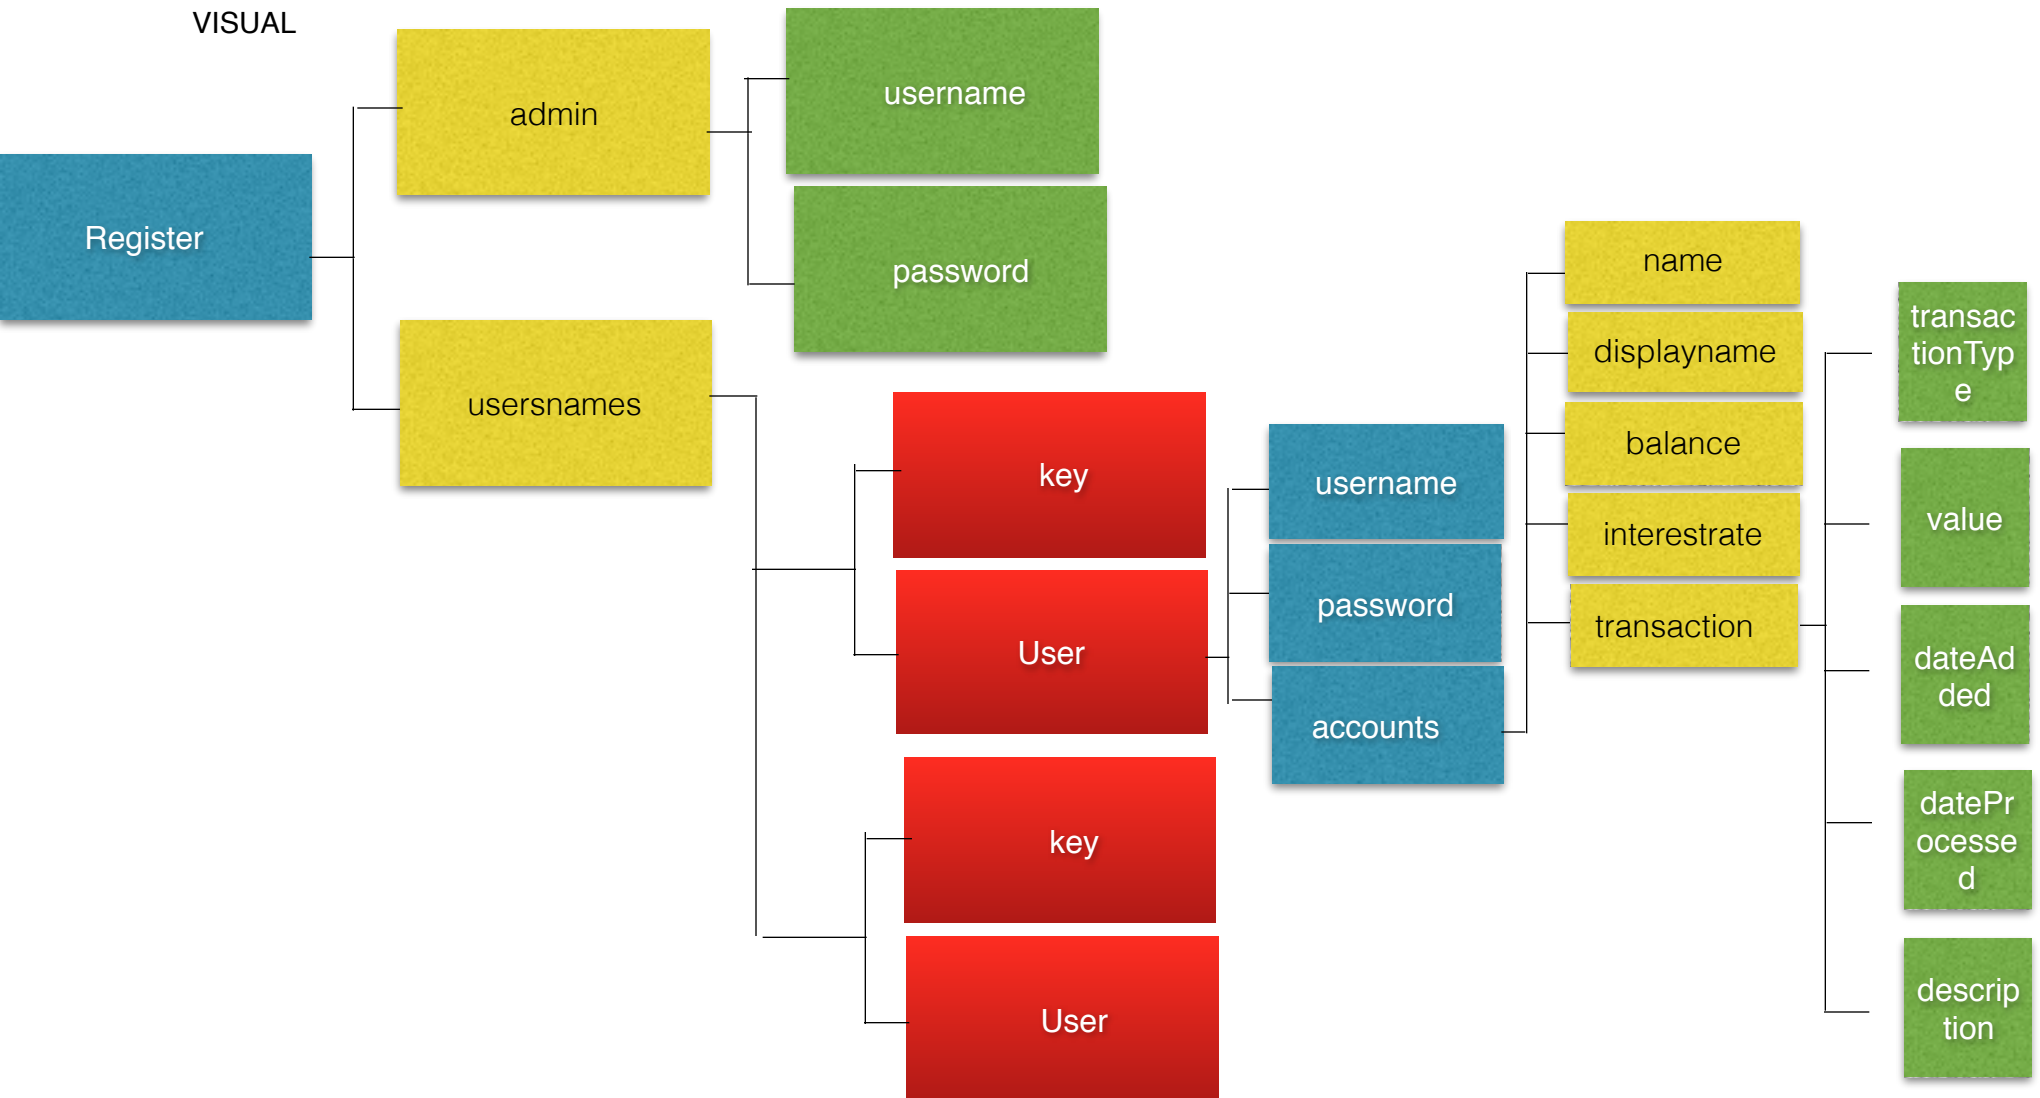 VISUAL
Register
admin
usersnames
username
password
key
User
key
User
username
password
accounts
name
displayname
balance
interestrate
transaction
transac
tionTyp
e
value
dateAd
ded
datePr
ocesse
d
descrip
tion